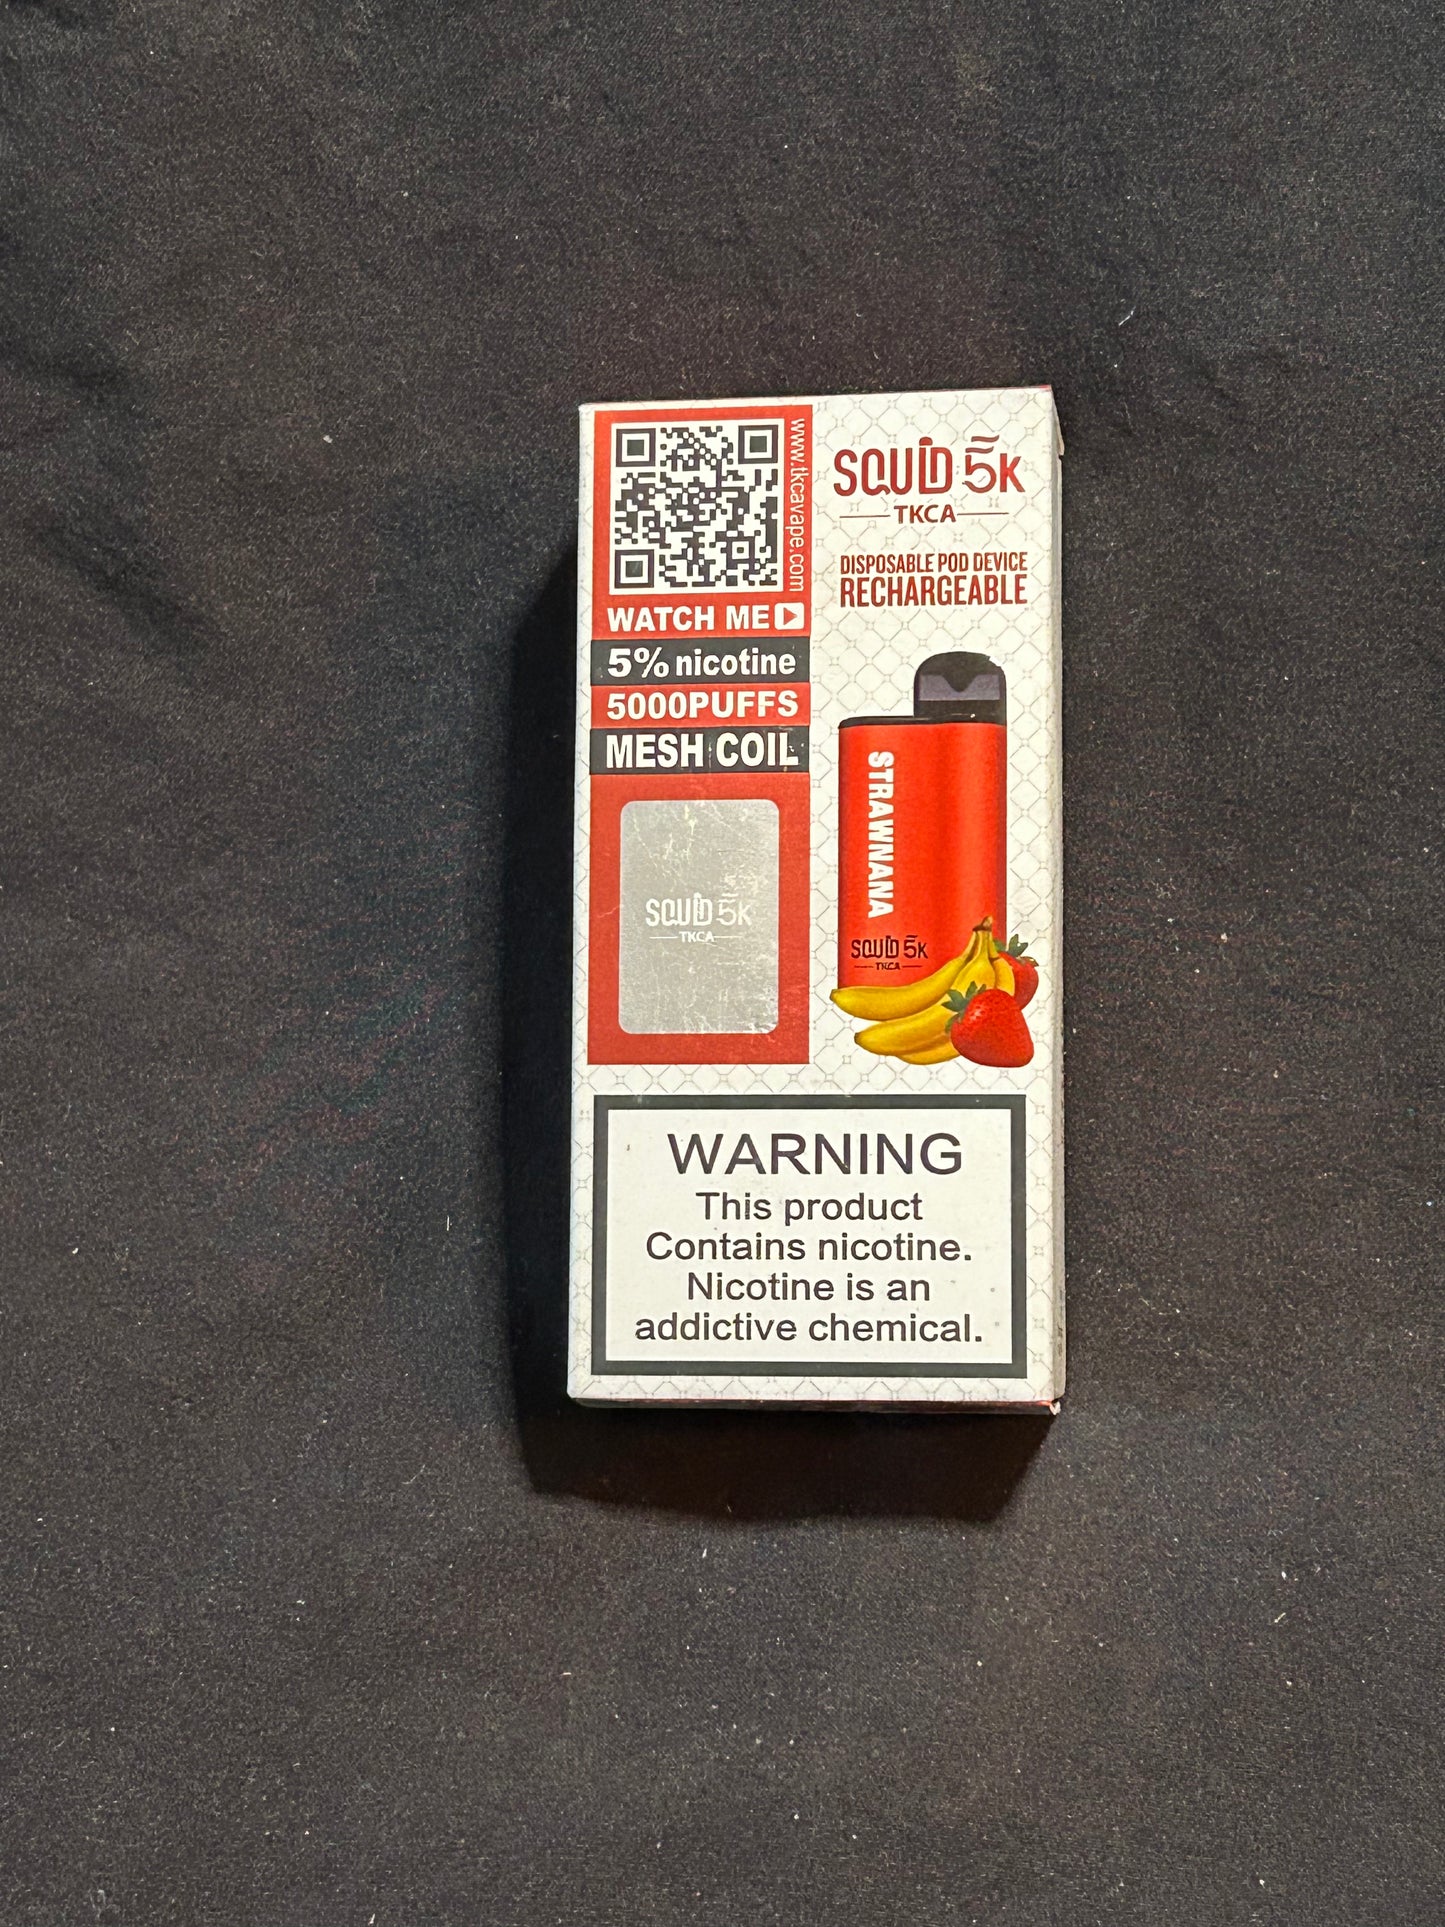 www.tkcavape.com
WATCH ME
5% nicotine
5000PUFFS
MESH COIL
SQUID 5K
TKCA
SQUID 5K
TKCA
DISPOSABLE POD DEVICE
RECHARGEABLE
STRAWNANA
SQUID 5K
TKCA
WARNING
This product
Contains nicotine.
Nicotine is an
addictive chemical.